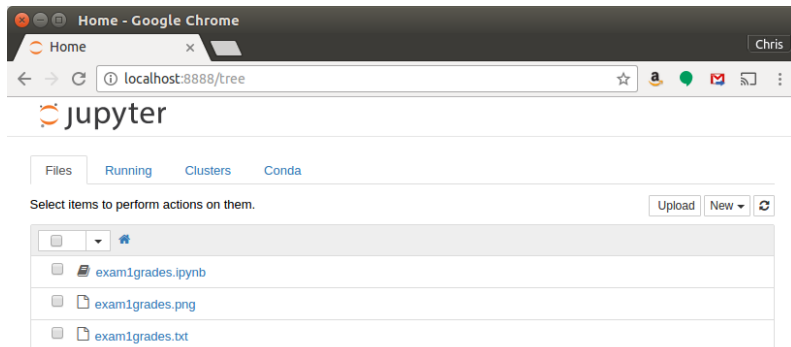 Home - Google Chrome
Home
Chris
localhost:8888/tree
jupyter
Files Running Clusters Conda
Select items to perform actions on them.
Upload New
exam1grades.ipynb
exam1grades.png
exam1grades.txt